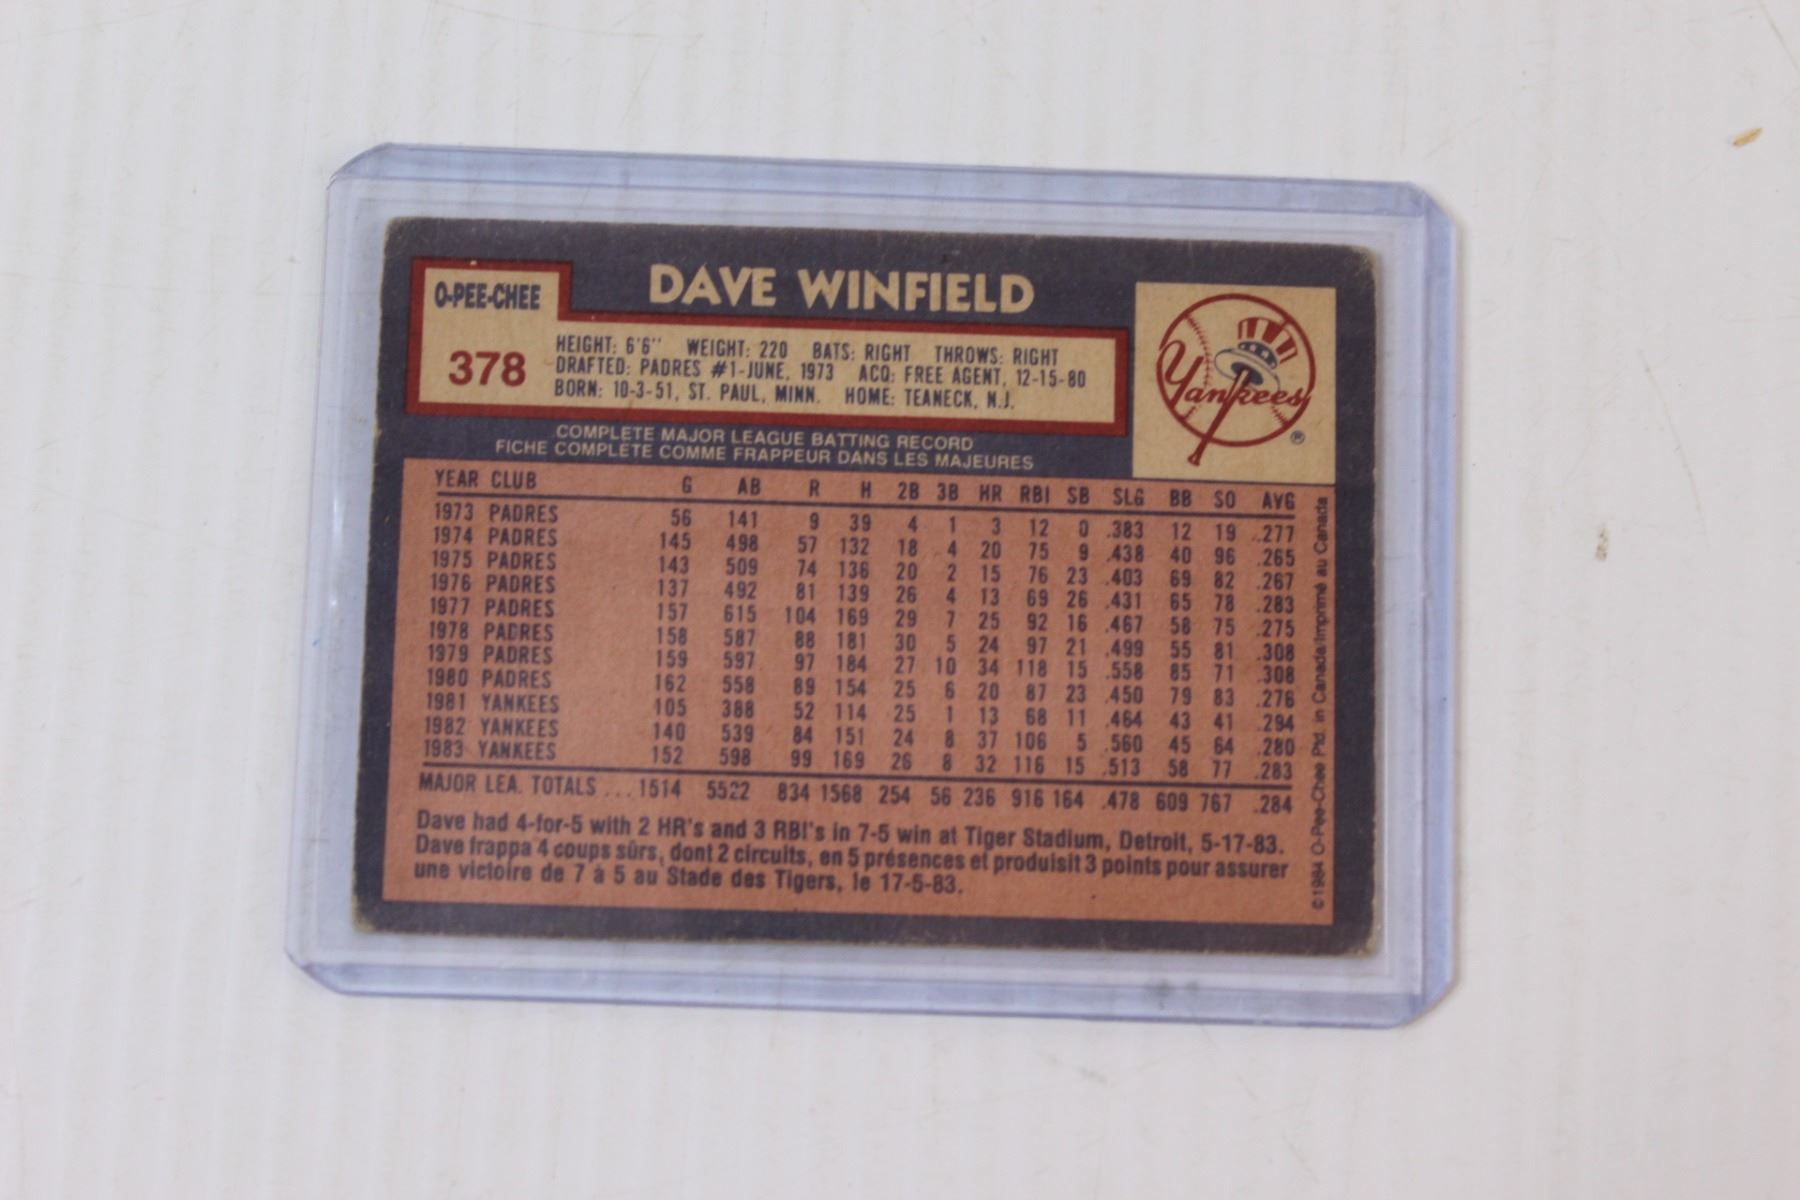 O-PEE-CHEE
378
DAVE WINFIELD
HEIGHT: 6'6" WEIGHT: 220 BATS: RIGHT THROWS: RIGHT
DRAFTED: PADRES #1-JUNE, 1973 ACQ: FREE AGENT, 12-15-80
BORN: 10-3-51, ST. PAUL, MINN. HOME: TEANECK, N.J.
Yankees ®
COMPLETE MAJOR LEAGUE BATTING RECORD
FICHE COMPLETE COMME FRAPPEUR DANS LES MAJEURES
YEAR CLUB G AB R H 2B 3B HR RBI SB SLG BB SO AVG
1973 PADRES 56 141 9 39 4 1 3 12 0 .383 12 19 .277
1974 PADRES 145 498 57 132 18 4 20 75 9 .438 40 96 .265
1975 PADRES 143 509 74 136 20 2 15 76 23 .403 69 82 .267
1976 PADRES 137 492 81 139 26 4 13 69 26 .431 65 78 .283
1977 PADRES 157 615 104 169 29 7 25 92 16 .467 58 75 .275
1978 PADRES 158 587 88 181 30 5 24 97 21 .499 55 81 .308
1979 PADRES 159 597 97 184 27 10 34 118 15 .558 85 71 .308
1980 PADRES 162 558 89 154 25 6 20 87 23 .450 79 83 .276
1981 YANKEES 105 388 52 114 25 1 13 68 11 .464 43 41 .294
1982 YANKEES 140 539 84 151 24 8 37 106 5 .560 45 64 .280
1983 YANKEES 152 598 99 169 26 8 32 116 15 .513 58 77 .283
MAJOR LEA. TOTALS ... 1514 5522 834 1568 254 56 236 916 164 .478 609 767 .284
Dave had 4-for-5 with 2 HR's and 3 RBI's in 7-5 win at Tiger Stadium, Detroit, 5-17-83.
Dave frappa 4 coups sûrs, dont 2 circuits, en 5 présences et produisit 3 points pour assurer
une victoire de 7 à 5 au Stade des Tigers, le 17-5-83.
©1984 O-Pee-Chee Ptd. in Canada/Imprimé au Canada